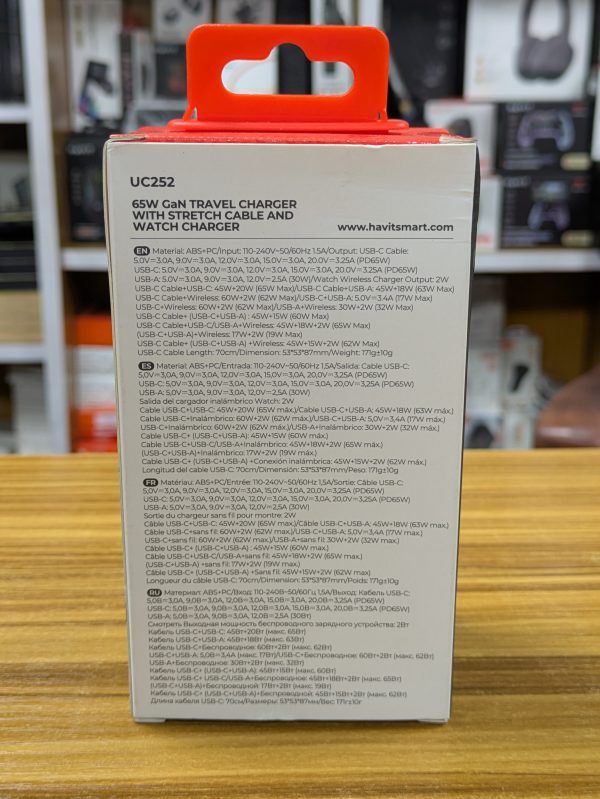 UC252
65W GaN TRAVEL CHARGER
WITH STRETCH CABLE AND
WATCH CHARGER
www.havitsmart.com
EN Material: ABS+PC/Input: 110-240V~50/60Hz 1.5A/Output: USB-C Cable:
5.0V⎓3.0A, 9.0V⎓3.0A, 12.0V⎓3.0A, 15.0V⎓3.0A, 20.0V⎓3.25A (PD65W)
USB-C: 5.0V⎓3.0A, 9.0V⎓3.0A, 12.0V⎓3.0A, 15.0V⎓3.0A, 20.0V⎓3.25A (PD65W)
USB-A: 5.0V⎓3.0A, 9.0V⎓3.0A, 12.0V⎓2.5A (30W)/Watch Wireless Charger Output: 2W
USB-C Cable+USB-C: 45W+20W (65W Max)/USB-C Cable+USB-A: 45W+18W (63W Max)
USB-C Cable+Wireless: 60W+2W (62W Max)/USB-C+USB-A: 5.0V⎓3.4A (17W Max)
USB-C+Wireless: 60W+2W (62W Max)/USB-A+Wireless: 30W+2W (32W Max)
USB-C Cable+ (USB-C+USB-A) : 45W+15W (60W Max)
USB-C Cable+USB-C/USB-A+Wireless: 45W+18W+2W (65W Max)
(USB-C+USB-A)+Wireless: 17W+2W (19W Max)
USB-C Cable+ (USB-C+USB-A) +Wireless: 45W+15W+2W (62W Max)
USB-C Cable Length: 70cm/Dimension: 53*53*87mm/Weight: 171g±10g
ES Material: ABS+PC/Entrada: 110-240V~50/60Hz 1,5A/Salida: Cable USB-C:
5,0V⎓3,0A, 9,0V⎓3,0A, 12,0V⎓3,0A, 15,0V⎓3,0A, 20,0V⎓3,25A (PD65W)
USB-C: 5,0V⎓3,0A, 9,0V⎓3,0A, 12,0V⎓3,0A, 15,0V⎓3,0A, 20,0V⎓3,25A (PD65W)
USB-A: 5,0V⎓3,0A, 9,0V⎓3,0A, 12,0V⎓2,5A (30W)
Salida del cargador inalámbrico Watch: 2W
Cable USB-C+USB-C: 45W+20W (65W máx.)/Cable USB-C+USB-A: 45W+18W (63W máx.)
Cable USB-C+Inalámbrico: 60W+2W (62W máx.)/USB-C+USB-A: 5,0V⎓3,4A (17W máx.)
USB-C+Inalámbrico: 60W+2W (62W máx.)/USB-A+Inalámbrico: 30W+2W (32W máx.)
Cable USB-C+ (USB-C+USB-A) : 45W+15W (60W máx.)
Cable USB-C+USB-C/USB-A+Inalámbrico: 45W+18W+2W (65W máx.)
(USB-C+USB-A)+Inalámbrico: 17W+2W (19W máx.)
Cable USB-C+ (USB-C+USB-A) +Conexión inalámbrica: 45W+15W+2W (62W máx.)
Longitud del cable USB-C: 70cm/Dimensión: 53*53*87mm/Peso: 171g±10g
FR Matériau: ABS+PC/Entrée: 110-240V~50/60Hz 1,5A/Sortie: Câble USB-C:
5,0V⎓3,0A, 9,0V⎓3,0A, 12,0V⎓3,0A, 15,0V⎓3,0A, 20,0V⎓3,25A (PD65W)
USB-C: 5,0V⎓3,0A, 9,0V⎓3,0A, 12,0V⎓3,0A, 15,0V⎓3,0A, 20,0V⎓3,25A (PD65W)
USB-A: 5,0V⎓3,0A, 9,0V⎓3,0A, 12,0V⎓2,5A (30W)
Sortie du chargeur sans fil pour montre: 2W
Câble USB-C+USB-C: 45W+20W (65W max.)/Câble USB-C+USB-A: 45W+18W (63W max.)
Câble USB-C+sans fil: 60W+2W (62W max.)/USB-C+USB-A: 5,0V⎓3,4A (17W max.)
USB-C+sans fil: 60W+2W (62W max.)/USB-A+sans fil: 30W+2W (32W max.)
Câble USB-C+ (USB-C+USB-A) : 45W+15W (60W max.)
Câble USB-C+USB-C/USB-A+sans fil: 45W+18W+2W (65W max.)
(USB-C+USB-A) +sans fil: 17W+2W (19W max.)
Câble USB-C+ (USB-C+USB-A) +Sans fil: 45W+15W+2W (62W max)
Longueur du câble USB-C: 70cm/Dimension: 53*53*87mm/Poids: 171g±10g
RU Материал: ABS+PC/Вход: 110-240В~50/60Гц 1,5А/Выход: Кабель USB-C:
5,0В⎓3,0А, 9,0В⎓3,0А, 12,0В⎓3,0А, 15,0В⎓3,0А, 20,0В⎓3,25А (PD65W)
USB-C: 5,0В⎓3,0А, 9,0В⎓3,0А, 12,0В⎓3,0А, 15,0В⎓3,0А, 20,0В⎓3,25А (PD65W)
USB-A: 5,0В⎓3,0А, 9,0В⎓3,0А, 12,0В⎓2,5А (30Вт)
Смотреть Выходная мощность беспроводного зарядного устройства: 2Вт
Кабель USB-C+USB-C: 45Вт+20Вт (макс. 65Вт)
Кабель USB-C+USB-A: 45Вт+18Вт (макс. 63Вт)
Кабель USB-C+Беспроводная: 60Вт+2Вт (макс. 62Вт)
USB-C+USB-A: 5,0В⎓3,4А (макс. 17Вт)/USB-C+Беспроводная: 60Вт+2Вт (макс. 62Вт)
USB-A+Беспроводная: 30Вт+2Вт (макс. 32Вт)
Кабель USB-C+ (USB-C+USB-A): 45Вт+15Вт (макс. 60Вт)
Кабель USB-C+ USB-C/USB-A+Беспроводная: 45Вт+18Вт+2Вт (макс. 65Вт)
(USB-C+USB-A)+Беспроводной: 17Вт+2Вт (макс. 19Вт)
Кабель USB-C+ (USB-C+USB-A)+Беспроводной: 45Вт+15Вт+2Вт (макс. 62Вт)
Длина кабеля USB-C: 70см/Размеры: 53*53*87мм/Вес: 171г±10г